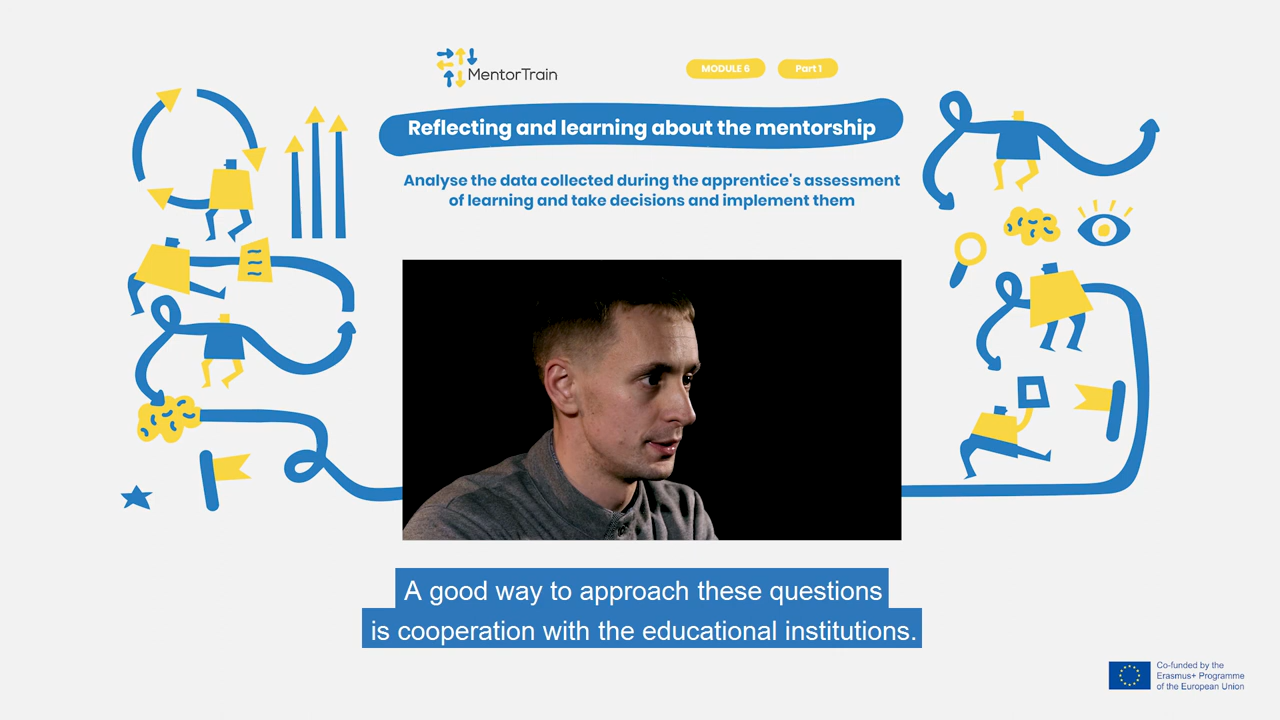 MentorTrain
MODULE 6
Part 1
Reflecting and learning about the mentorship
Analyse the data collected during the apprentice's assessment
of learning and take decisions and implement them
A good way to approach these questions
is cooperation with the educational institutions.
Co-funded by the
Erasmus+ Programme
of the European Union